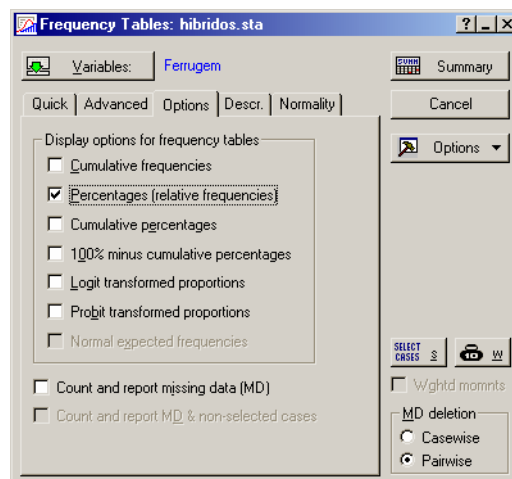 Frequency Tables: hibridos.sta
Variables: Ferrugem
Summary
Quick Advanced Options Descr. Normality
Cancel
Options
Display options for frequency tables
Cumulative frequencies
Percentages (relative frequencies)
Cumulative percentages
100% minus cumulative percentages
Logit transformed proportions
Probit transformed proportions
Normal expected frequencies
Count and report missing data (MD)
Count and report MD & non-selected cases
SELECT CASES S W
Wghtd momnts
MD deletion
Casewise
Pairwise